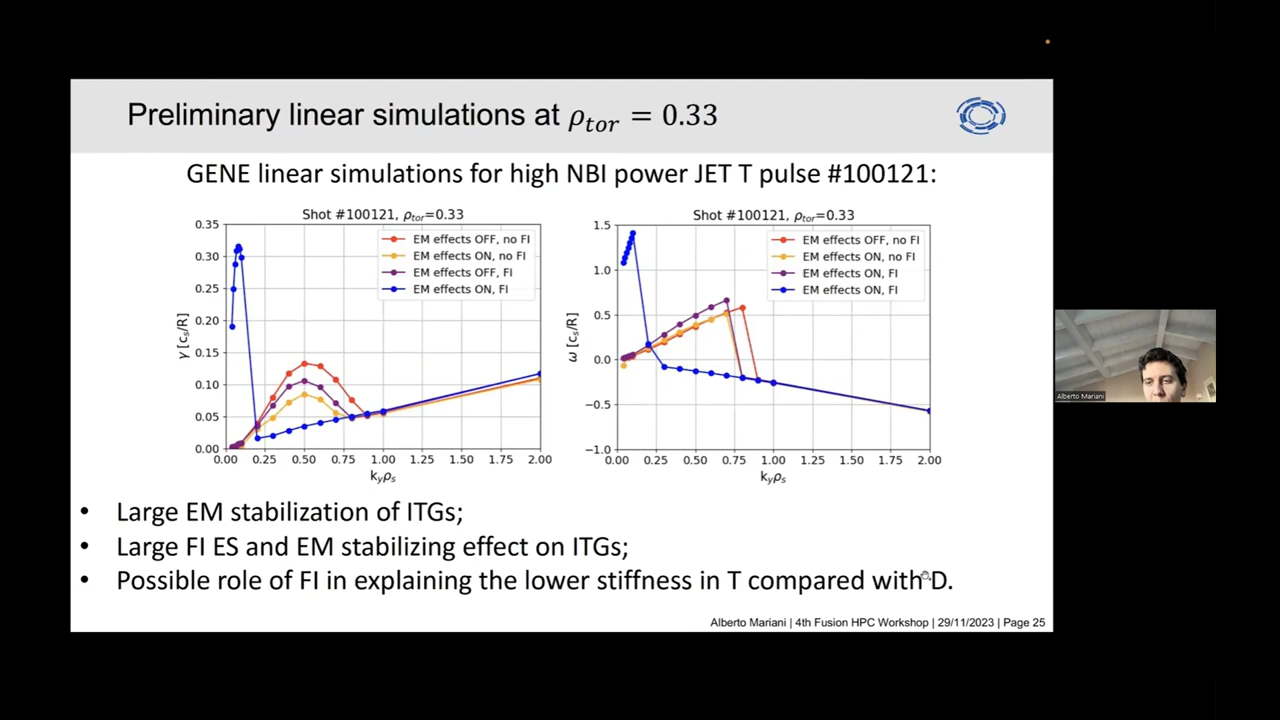 Preliminary linear simulations at ρ_tor = 0.33
GENE linear simulations for high NBI power JET T pulse #100121:
Shot #100121, ρ_tor=0.33
0.35
0.30
0.25
0.20
0.15
0.10
0.05
0.00
γ [c_s/R]
EM effects OFF, no FI
EM effects ON, no FI
EM effects OFF, FI
EM effects ON, FI
0.00 0.25 0.50 0.75 1.00 1.25 1.50 1.75 2.00
k_yρ_s
Shot #100121, ρ_tor=0.33
1.5
1.0
0.5
0.0
−0.5
−1.0
ω [c_s/R]
EM effects OFF, no FI
EM effects ON, no FI
EM effects ON, FI
EM effects ON, FI
0.00 0.25 0.50 0.75 1.00 1.25 1.50 1.75 2.00
k_yρ_s
• Large EM stabilization of ITGs;
• Large FI ES and EM stabilizing effect on ITGs;
• Possible role of FI in explaining the lower stiffness in T compared with D.
Alberto Mariani | 4th Fusion HPC Workshop | 29/11/2023 | Page 25
Alberto Mariani